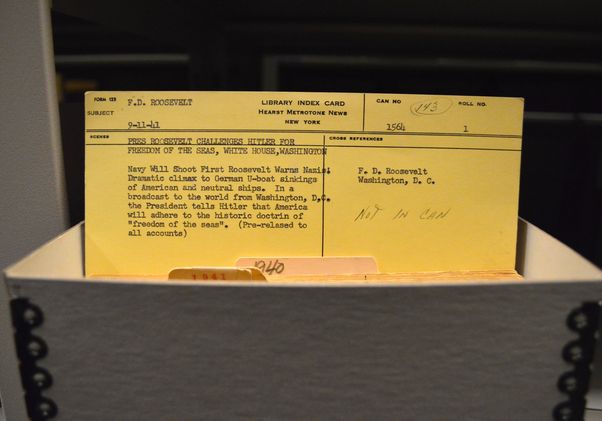 FORM 123 F.D. ROOSEVELT LIBRARY INDEX CARD CAN NO 143 ROLL NO.
SUBJECT HEARST METROTONE NEWS
9-11-41 NEW YORK 1564 1
SCENES CROSS REFERENCES
PRES ROOSEVELT CHALLENGES HITLER FOR
FREEDOM OF THE SEAS, WHITE HOUSE,WASHINGTON
Navy Will Shoot First Roosevelt Warns Nazis; F. D. Roosevelt
Dramatic climax to German U-boat sinkings Washington, D. C.
of American and neutral ships. In a
broadcast to the world from Washington, D.C.
the President tells Hitler that America NOT IN CAN
will adhere to the historic doctrin of
"freedom of the seas". (Pre-relased to
all accounts)
1940
1941